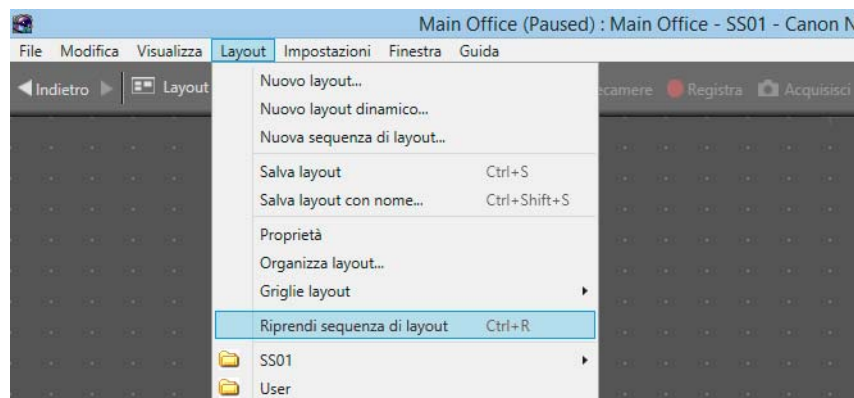 Main Office (Paused) : Main Office - SS01 - Canon N
File Modifica Visualizza Layout Impostazioni Finestra Guida
Indietro Layout ecamere Registra Acquisisci
Nuovo layout...
Nuovo layout dinamico...
Nuova sequenza di layout...
Salva layout Ctrl+S
Salva layout con nome... Ctrl+Shift+S
Proprietà
Organizza layout...
Griglie layout
Riprendi sequenza di layout Ctrl+R
SS01
User